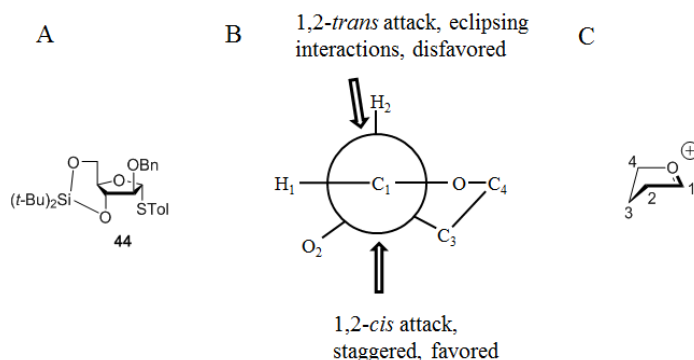 A
B
C
1,2-trans attack, eclipsing
interactions, disfavored
H2
H1
C1
O
C4
O2
C3
1,2-cis attack,
staggered, favored
O
OBn
O
(t-Bu)2Si
O
STol
44
4
O
⊕
1
2
3